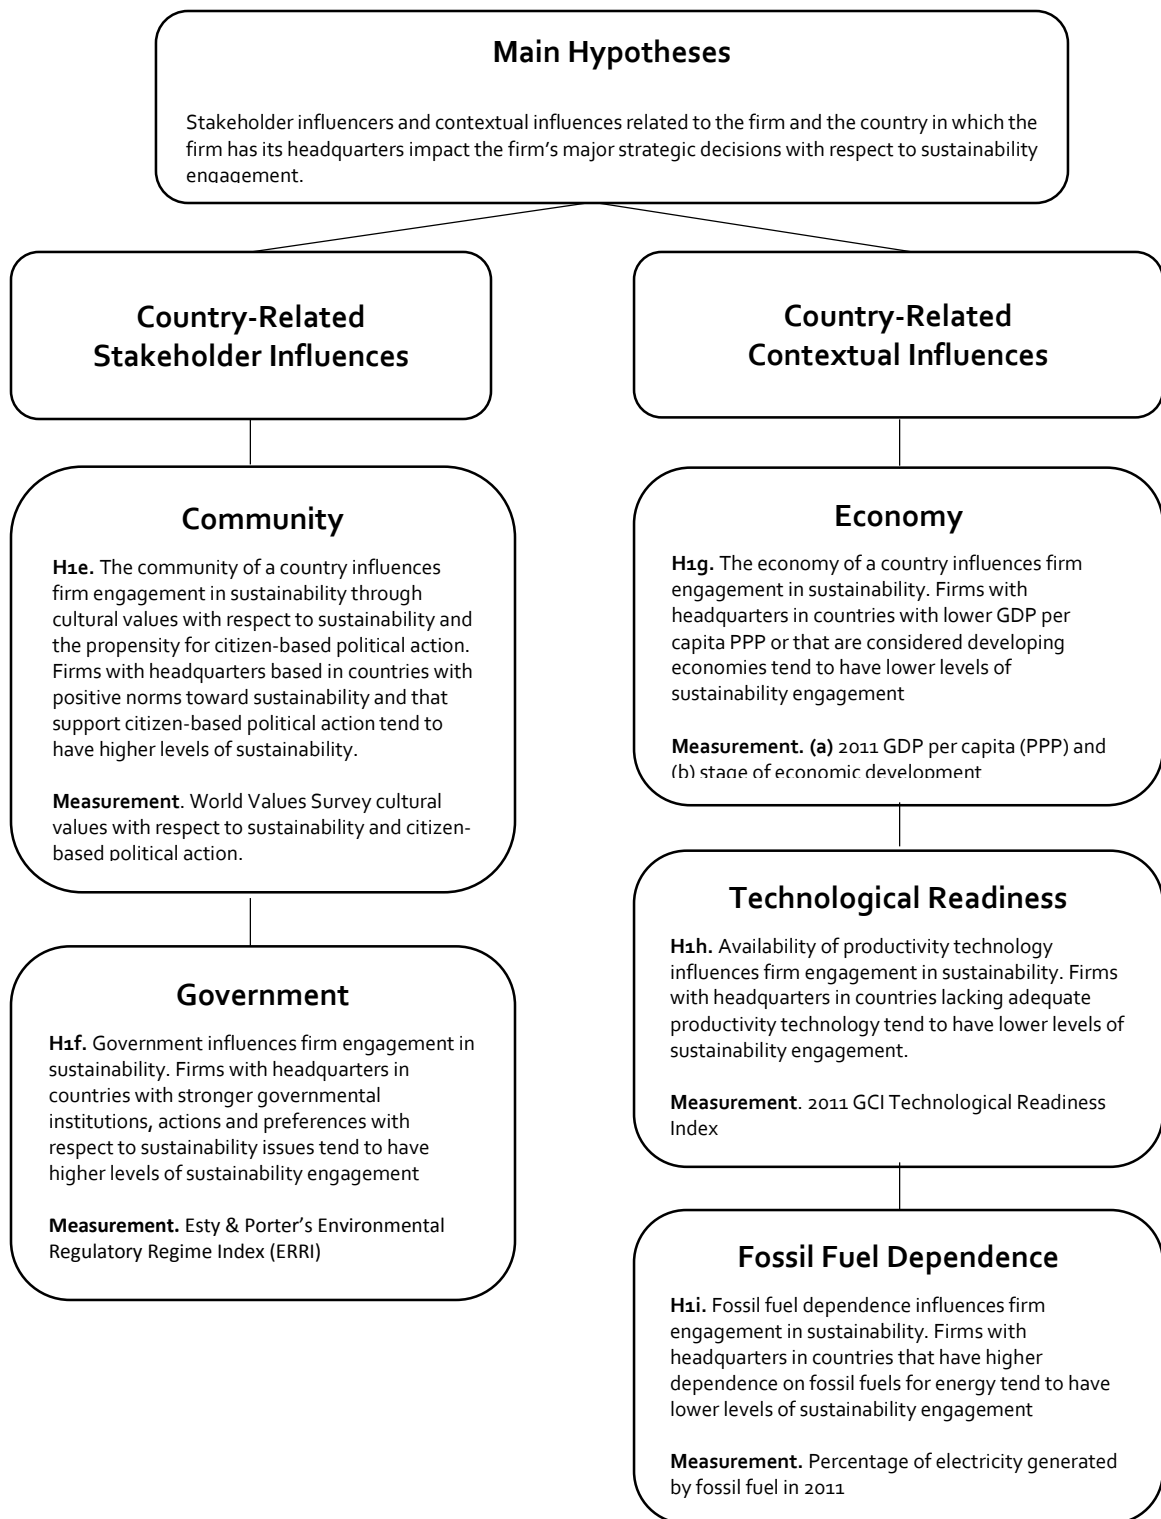 Main Hypotheses
Stakeholder influencers and contextual influences related to the firm and the country in which the
firm has its headquarters impact the firm’s major strategic decisions with respect to sustainability
engagement.
Country-Related
Stakeholder Influences
Community
H1e. The community of a country influences
firm engagement in sustainability through
cultural values with respect to sustainability and
the propensity for citizen-based political action.
Firms with headquarters based in countries with
positive norms toward sustainability and that
support citizen-based political action tend to
have higher levels of sustainability.
Measurement. World Values Survey cultural
values with respect to sustainability and citizen-
based political action.
Government
H1f. Government influences firm engagement in
sustainability. Firms with headquarters in
countries with stronger governmental
institutions, actions and preferences with
respect to sustainability issues tend to have
higher levels of sustainability engagement
Measurement. Esty & Porter’s Environmental
Regulatory Regime Index (ERRI)
Country-Related
Contextual Influences
Economy
H1g. The economy of a country influences firm
engagement in sustainability. Firms with
headquarters in countries with lower GDP per
capita PPP or that are considered developing
economies tend to have lower levels of
sustainability engagement
Measurement. (a) 2011 GDP per capita (PPP) and
(b) stage of economic development
Technological Readiness
H1h. Availability of productivity technology
influences firm engagement in sustainability. Firms
with headquarters in countries lacking adequate
productivity technology tend to have lower levels of
sustainability engagement.
Measurement. 2011 GCI Technological Readiness
Index
Fossil Fuel Dependence
H1i. Fossil fuel dependence influences firm
engagement in sustainability. Firms with
headquarters in countries that have higher
dependence on fossil fuels for energy tend to have
lower levels of sustainability engagement
Measurement. Percentage of electricity generated
by fossil fuel in 2011